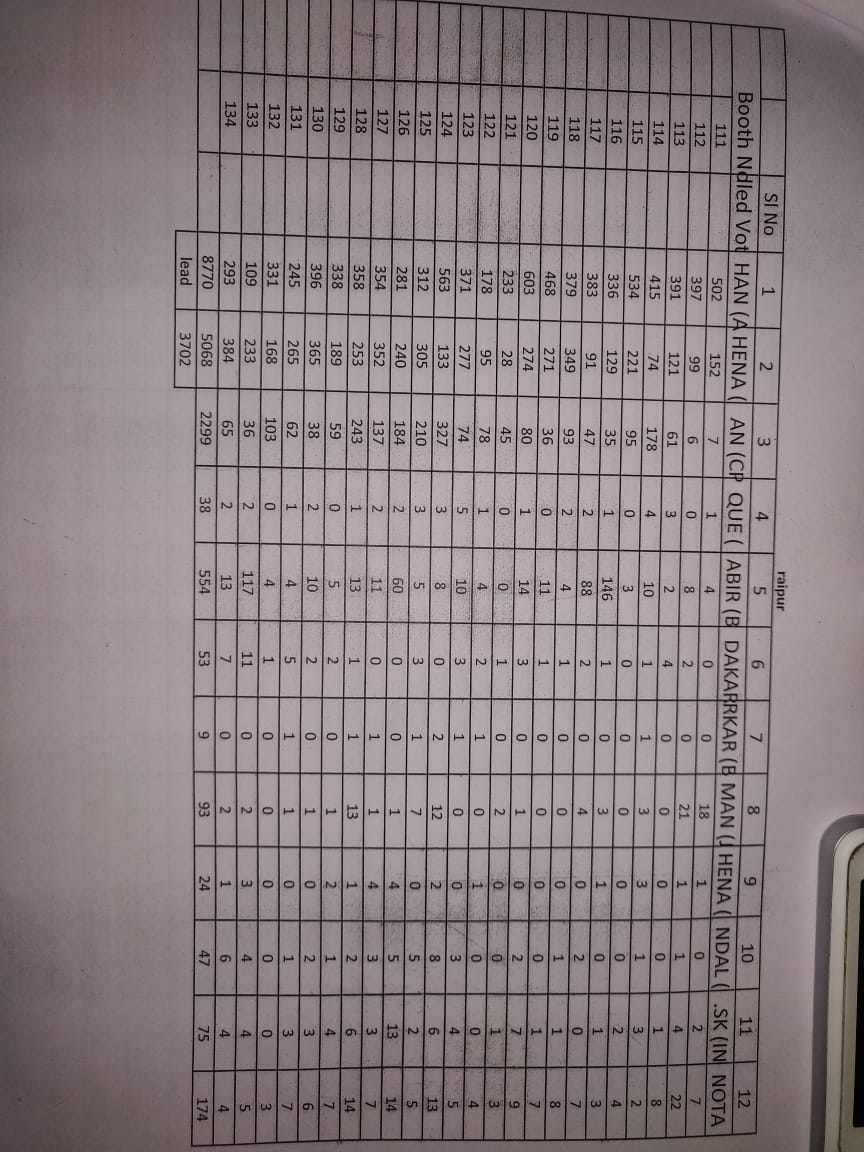 raipur
Sl No 1 2 3 4 5 6 7 8 9 10 11 12
Booth N dled Vot HAN (A HENA ( AN (CP QUE ( ABIR (B DAKAR RKAR (B MAN (J HENA ( NDAL ( .SK (IN NOTA
111 502 152 7 1 4 0 0 18 1 0 2 7
112 397 99 6 0 8 2 0 21 1 1 4 22
113 391 121 61 3 2 4 0 0 0 0 1 8
114 415 74 178 4 10 1 1 3 3 1 3 2
115 534 221 95 0 3 0 0 0 0 0 2 4
116 336 129 35 1 146 1 0 3 1 0 1 3
117 383 91 47 2 88 2 0 4 0 2 0 7
118 379 349 93 2 4 1 0 0 0 1 1 8
119 468 271 36 0 11 1 0 0 0 0 1 7
120 603 274 80 1 14 3 0 1 0 2 7 9
121 233 28 45 0 0 1 0 2 0 0 1 3
122 178 95 78 1 4 2 1 0 1 0 0 4
123 371 277 74 5 10 3 1 0 0 3 4 5
124 563 133 327 3 8 0 2 12 2 8 6 13
125 312 305 210 3 5 3 1 7 0 5 2 5
126 281 240 184 2 60 0 0 1 4 5 13 14
127 354 352 137 2 11 0 1 1 4 3 3 7
128 358 253 243 1 13 1 1 13 1 2 6 14
129 338 189 59 0 5 2 0 1 2 1 4 7
130 396 365 38 2 10 2 0 1 0 2 3 6
131 245 265 62 1 4 5 1 1 0 1 3 7
132 331 168 103 0 4 1 0 0 0 0 0 3
133 109 233 36 2 117 11 0 2 3 4 4 5
134 293 384 65 2 13 7 0 2 1 6 4 4
8770 5068 2299 38 554 53 9 93 24 47 75 174
lead 3702